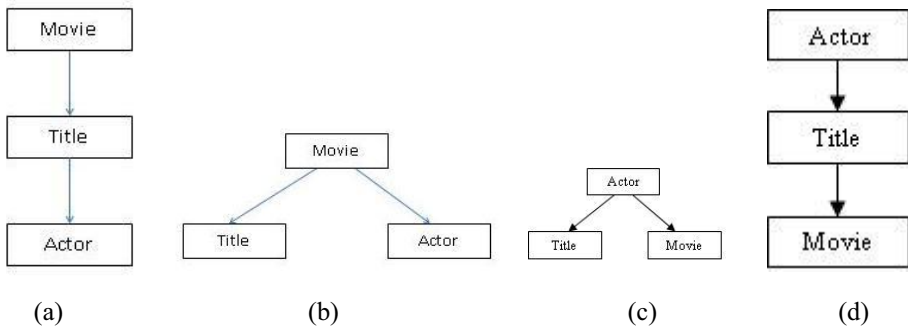 Movie
Title
Actor
(a)
Movie
Title
Actor
(b)
Actor
Title
Movie
(c)
Actor
Title
Movie
(d)